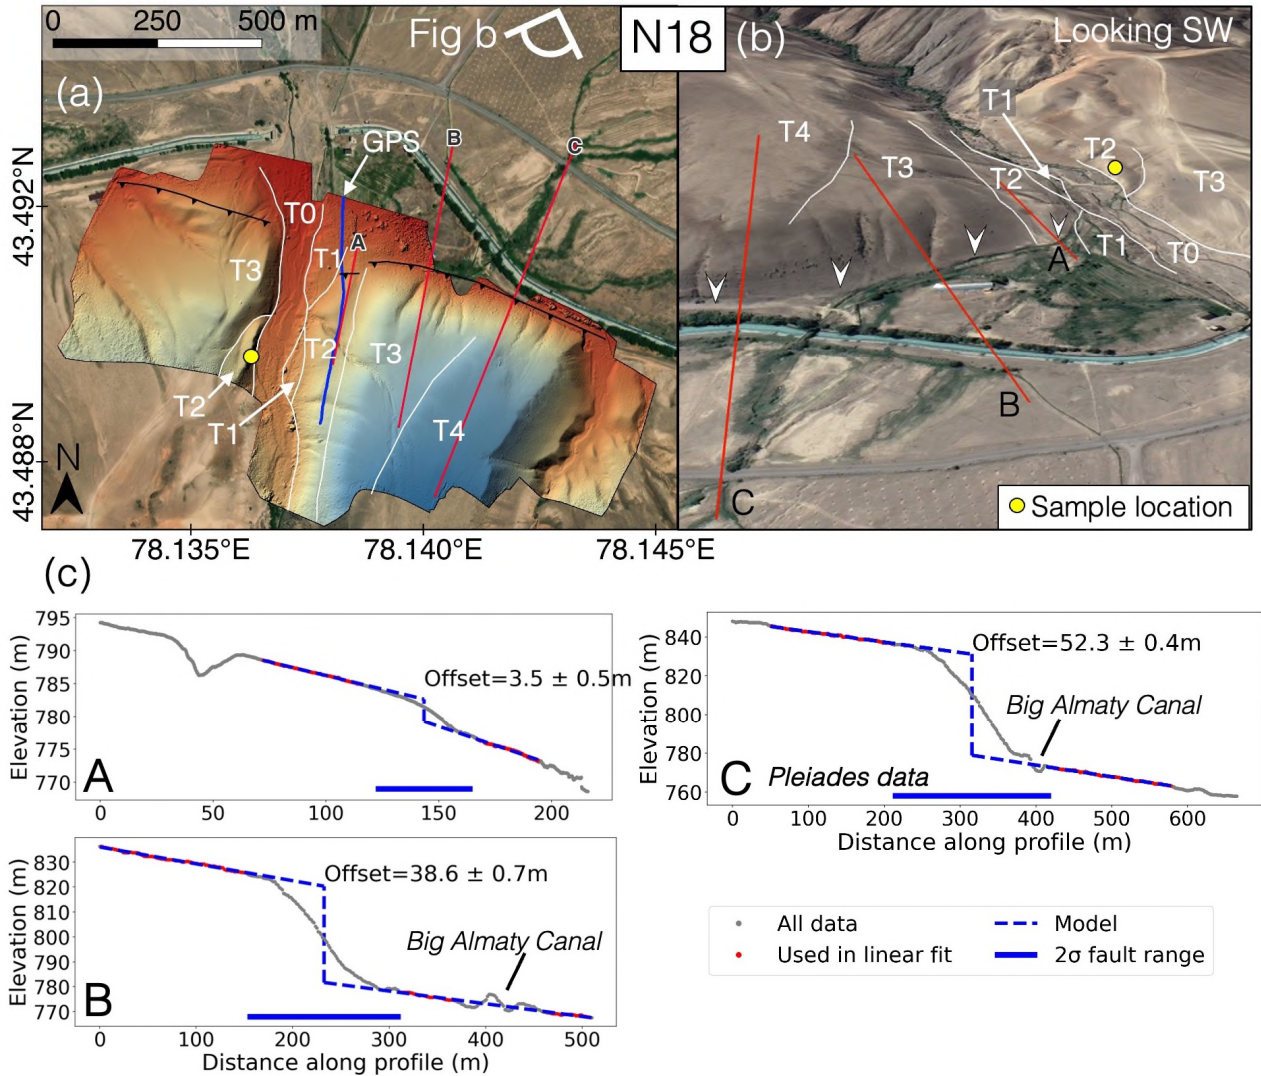 0 250 500 m
Fig b
N18
(a)
GPS
B
C
T0
T1
A
T3
T2
T3
T2
T1
T4
N
43.492°N
43.488°N
78.135°E 78.140°E 78.145°E
(b)
Looking SW
T1
T4
T2
T3
T2
T3
A
T1
T0
B
C
Sample location
(c)
Elevation (m)
795
790
785
780
775
770
Offset=3.5 ± 0.5m
A
0 50 100 150 200
Elevation (m)
830
820
810
800
790
780
770
Offset=38.6 ± 0.7m
Big Almaty Canal
B
0 100 200 300 400 500
Distance along profile (m)
Elevation (m)
840
820
800
780
760
Offset=52.3 ± 0.4m
Big Almaty Canal
C
Pleiades data
0 100 200 300 400 500 600
Distance along profile (m)
All data
Used in linear fit
Model
2σ fault range